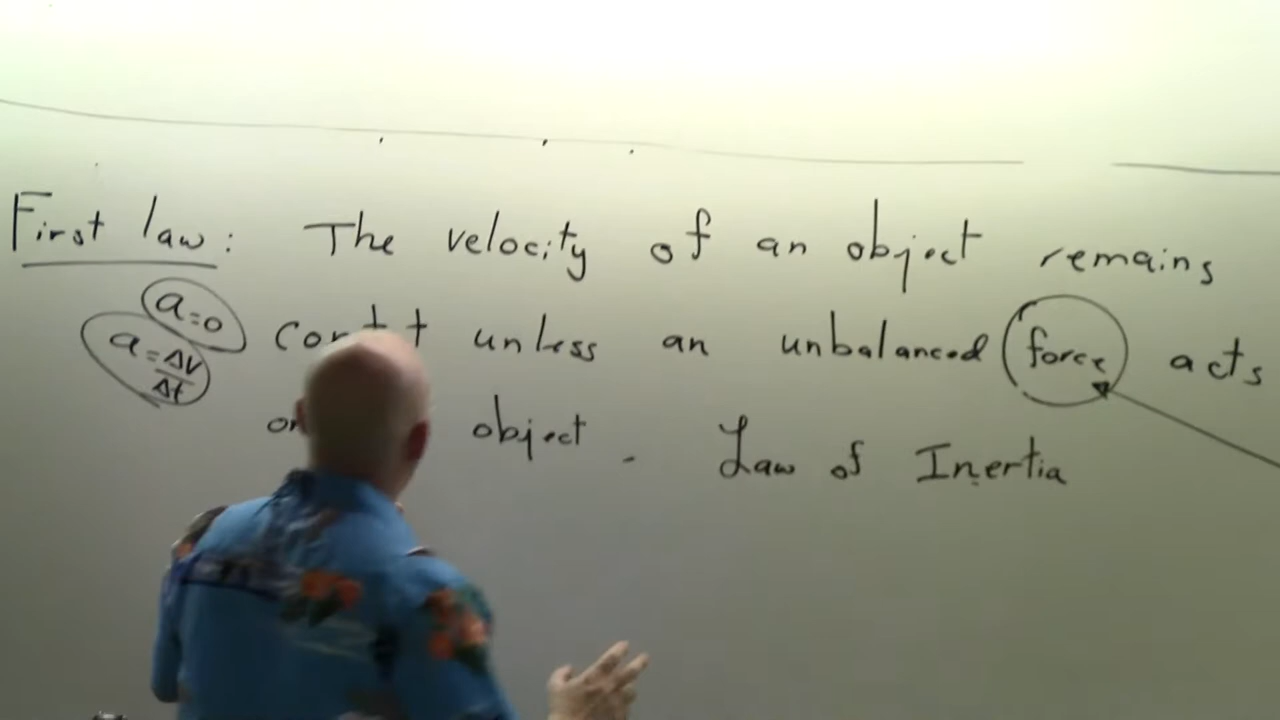 First law: The velocity of an object remains
a=0
unless an unbalanced force acts
a=ΔV/Δt
object. Law of Inertia